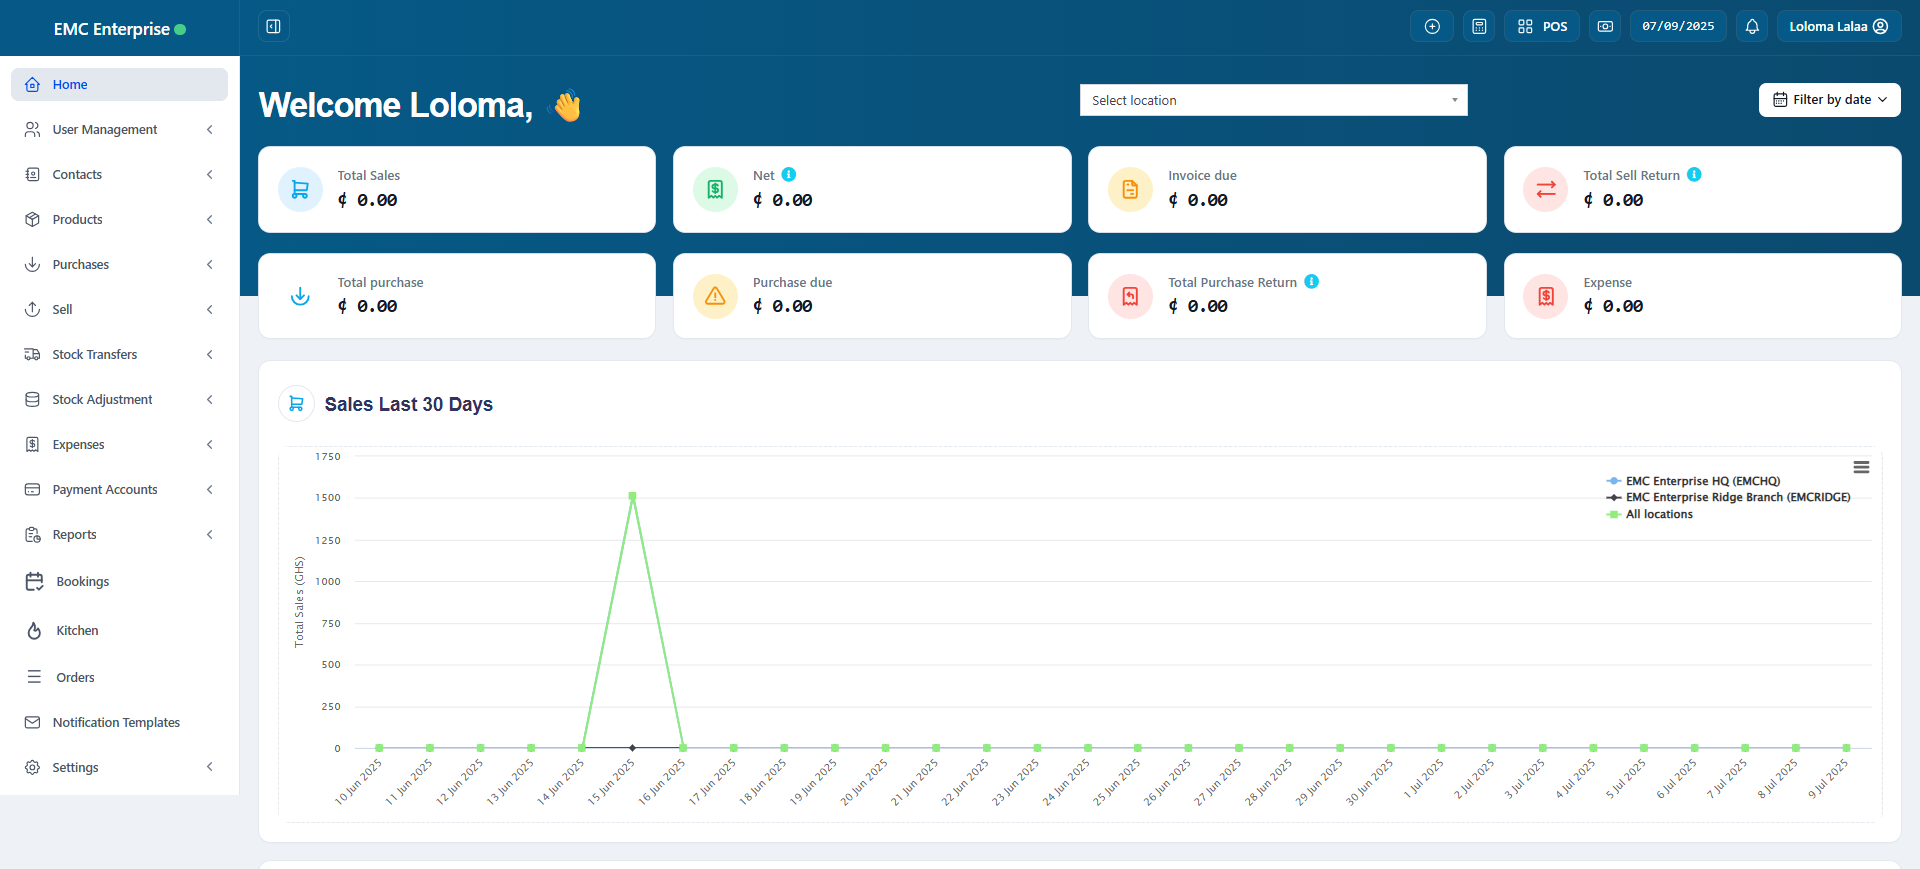 EMC Enterprise
POS
07/09/2025
Loloma Lalaa
Home
User Management
Contacts
Products
Purchases
Sell
Stock Transfers
Stock Adjustment
Expenses
Payment Accounts
Reports
Bookings
Kitchen
Orders
Notification Templates
Settings
Welcome Loloma, 👋
Select location
Filter by date
Total Sales
₵ 0.00
Net
₵ 0.00
Invoice due
₵ 0.00
Total Sell Return
₵ 0.00
Total purchase
₵ 0.00
Purchase due
₵ 0.00
Total Purchase Return
₵ 0.00
Expense
₵ 0.00
Sales Last 30 Days
EMC Enterprise HQ (EMCHQ)
EMC Enterprise Ridge Branch (EMCRIDGE)
All locations
Total Sales (GHS)
1750
1500
1250
1000
750
500
250
0
10 Jun 2025
11 Jun 2025
12 Jun 2025
13 Jun 2025
14 Jun 2025
15 Jun 2025
16 Jun 2025
17 Jun 2025
18 Jun 2025
19 Jun 2025
20 Jun 2025
21 Jun 2025
22 Jun 2025
23 Jun 2025
24 Jun 2025
25 Jun 2025
26 Jun 2025
27 Jun 2025
28 Jun 2025
29 Jun 2025
30 Jun 2025
1 Jul 2025
2 Jul 2025
3 Jul 2025
4 Jul 2025
5 Jul 2025
6 Jul 2025
7 Jul 2025
8 Jul 2025
9 Jul 2025